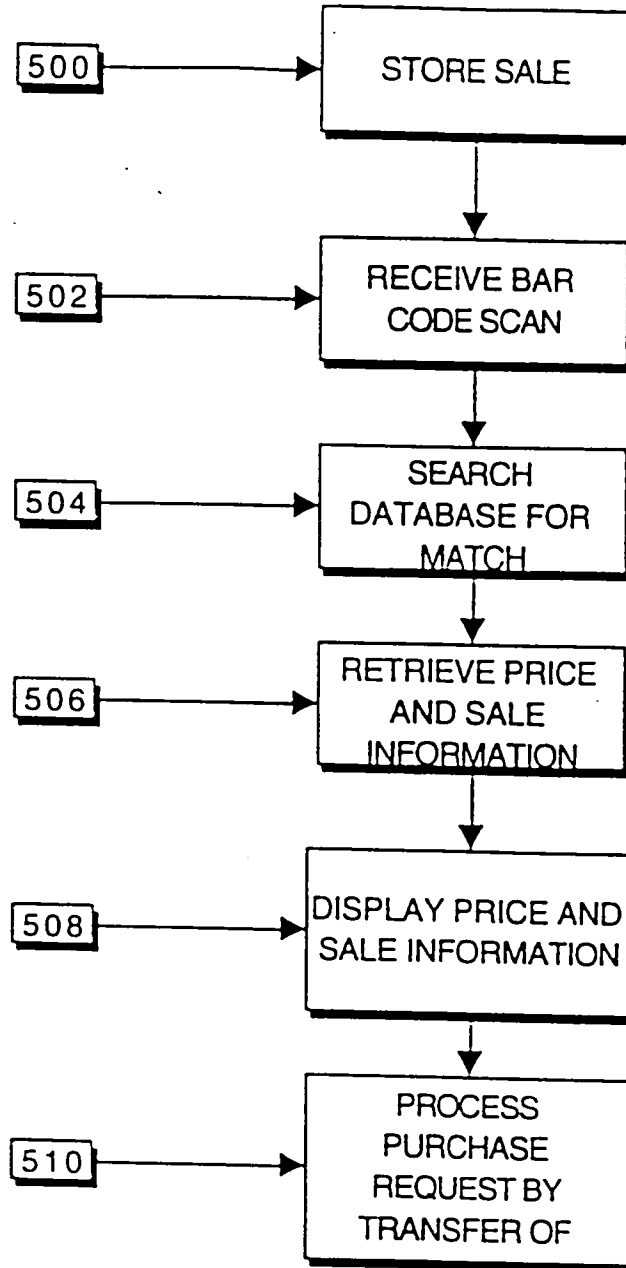 500
STORE SALE
502
RECEIVE BAR
CODE SCAN
504
SEARCH
DATABASE FOR
MATCH
506
RETRIEVE PRICE
AND SALE
INFORMATION
508
DISPLAY PRICE AND
SALE INFORMATION
510
PROCESS
PURCHASE
REQUEST BY
TRANSFER OF